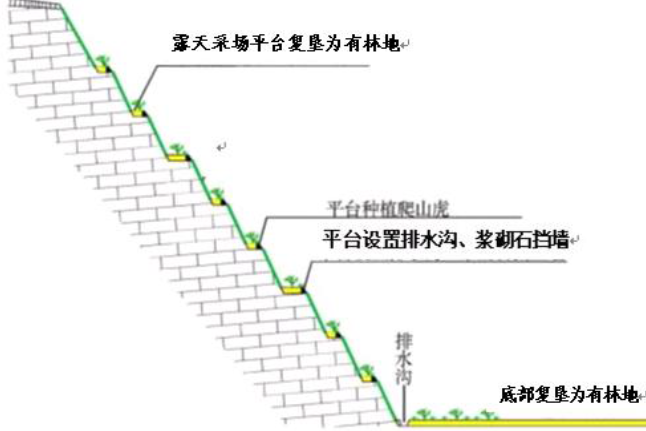 露天采场平台复垦为有林地
平台种植爬山虎
平台设置排水沟、浆砌石挡墙
排水沟
底部复垦为有林地